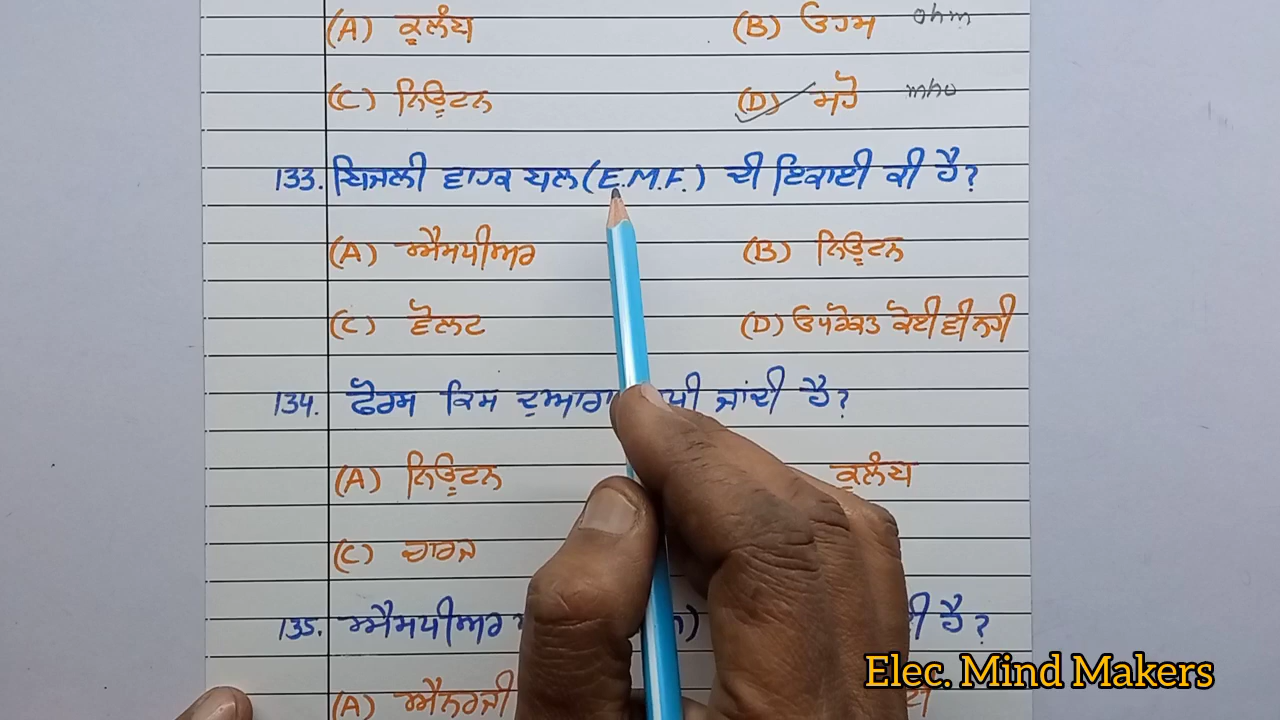 (A) ਕੂਲੰਬ (B) ਓਹਮ ohm
(C) ਨਿਊਟਨ (D) ਮਹੋ mho
133. ਬਿਜਲੀ ਵਾਹਕ ਬਲ (E.M.F.) ਦੀ ਇਕਾਈ ਕੀ ਹੈ?
(A) ਐਮਪੀਅਰ (B) ਨਿਊਟਨ
(C) ਵੋਲਟ (D) ਉਪਰੋਕਤ ਕੋਈ ਵੀ ਨਹੀ
134. ਫੋਰਸ ਕਿਸ ਦੁਆਰਾ ਜਾਂਦੀ ਹੈ?
(A) ਨਿਊਟਨ ਕੂਲੰਬ
(C) ਚਾਰਜ
135. ਐਮਪੀਅਰ ਹੈ?
(A) ਐਨਰਜੀ
Elec. Mind Makers